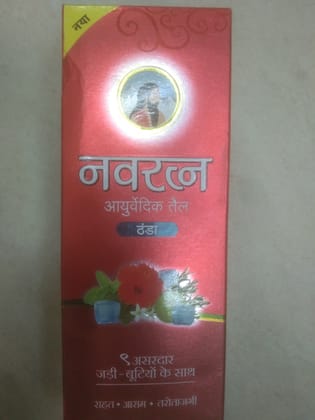 नया
नवरत्न
आयुर्वेदिक तैल
ठंडा
९ असरदार
जड़ी-बूटियों के साथ
राहत • आराम • तरोताज़गी